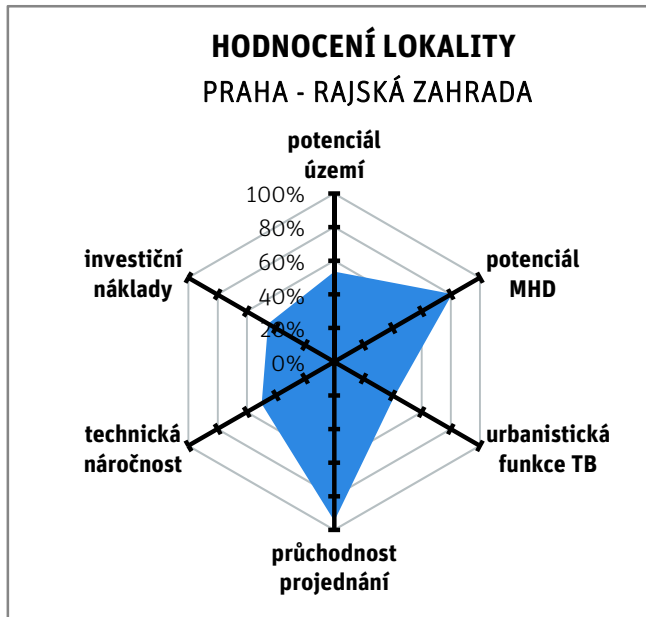 HODNOCENÍ LOKALITY
PRAHA - RAJSKÁ ZAHRADA
potenciál
území
100%
80%
60%
40%
20%
0%
investiční
náklady
potenciál
MHD
technická
náročnost
urbanistická
funkce TB
průchodnost
projednání